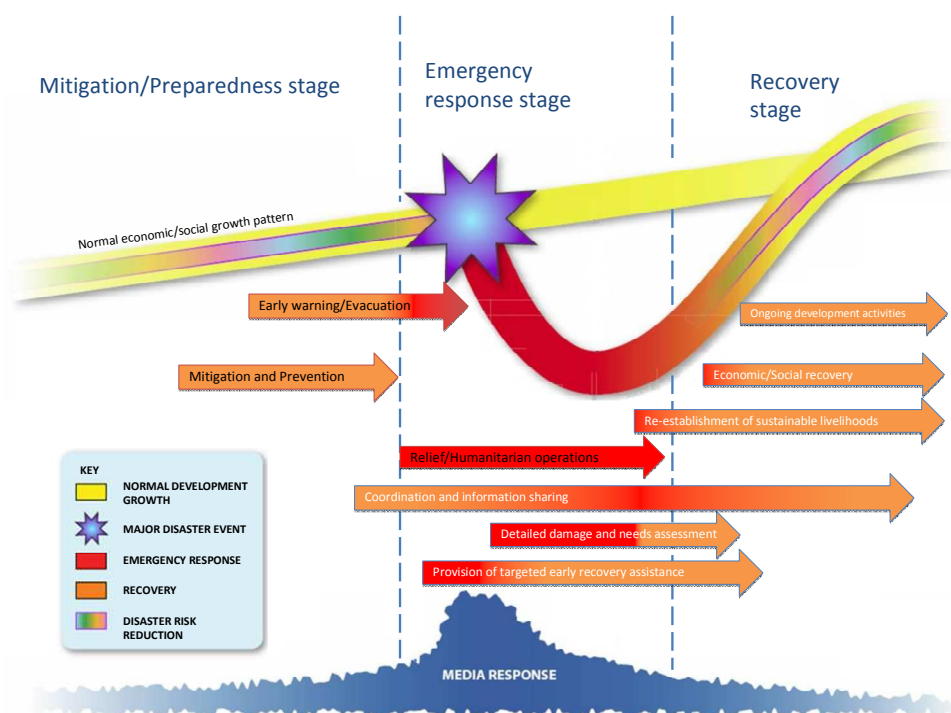 Mitigation/Preparedness stage
Emergency
response stage
Recovery
stage
Normal economic/social growth pattern
Early warning/Evacuation
Ongoing development activities
Mitigation and Prevention
Economic/Social recovery
Re-establishment of sustainable livelihoods
Relief/Humanitarian operations
Coordination and information sharing
Detailed damage and needs assessment
Provision of targeted early recovery assistance
KEY
NORMAL DEVELOPMENT
GROWTH
MAJOR DISASTER EVENT
EMERGENCY RESPONSE
RECOVERY
DISASTER RISK
REDUCTION
MEDIA RESPONSE